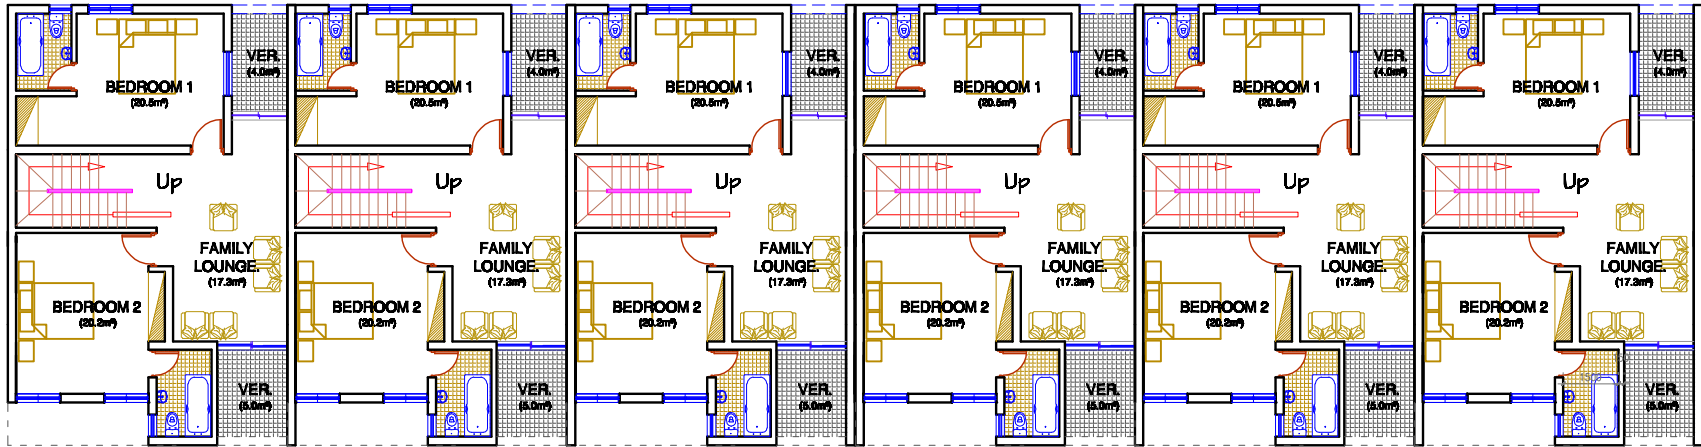 VER.
(4.0m²)
BEDROOM 1
(20.5m²)
Up
FAMILY
LOUNGE.
(17.3m²)
BEDROOM 2
(20.2m²)
VER.
(5.0m²)
VER.
(4.0m²)
BEDROOM 1
(20.5m²)
Up
FAMILY
LOUNGE.
(17.3m²)
BEDROOM 2
(20.2m²)
VER.
(5.0m²)
VER.
(4.0m²)
BEDROOM 1
(20.5m²)
Up
FAMILY
LOUNGE.
(17.3m²)
BEDROOM 2
(20.2m²)
VER.
(5.0m²)
VER.
(4.0m²)
BEDROOM 1
(20.5m²)
Up
FAMILY
LOUNGE.
(17.3m²)
BEDROOM 2
(20.2m²)
VER.
(5.0m²)
VER.
(4.0m²)
BEDROOM 1
(20.5m²)
Up
FAMILY
LOUNGE.
(17.3m²)
BEDROOM 2
(20.2m²)
VER.
(5.0m²)
VER.
(4.0m²)
BEDROOM 1
(20.5m²)
Up
FAMILY
LOUNGE.
(17.3m²)
BEDROOM 2
(20.2m²)
VER.
(5.0m²)